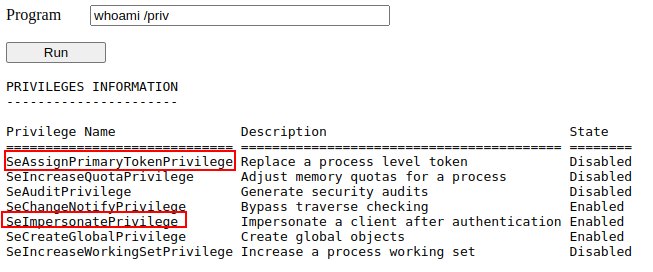 Program whoami /priv
Run
PRIVILEGES INFORMATION
----------------------
Privilege Name                Description                               State
============================= ========================================= ========
SeAssignPrimaryTokenPrivilege Replace a process level token             Disabled
SeIncreaseQuotaPrivilege      Adjust memory quotas for a process        Disabled
SeAuditPrivilege              Generate security audits                  Disabled
SeChangeNotifyPrivilege       Bypass traverse checking                  Enabled
SeImpersonatePrivilege        Impersonate a client after authentication Enabled
SeCreateGlobalPrivilege       Create global objects                     Enabled
SeIncreaseWorkingSetPrivilege Increase a process working set            Disabled